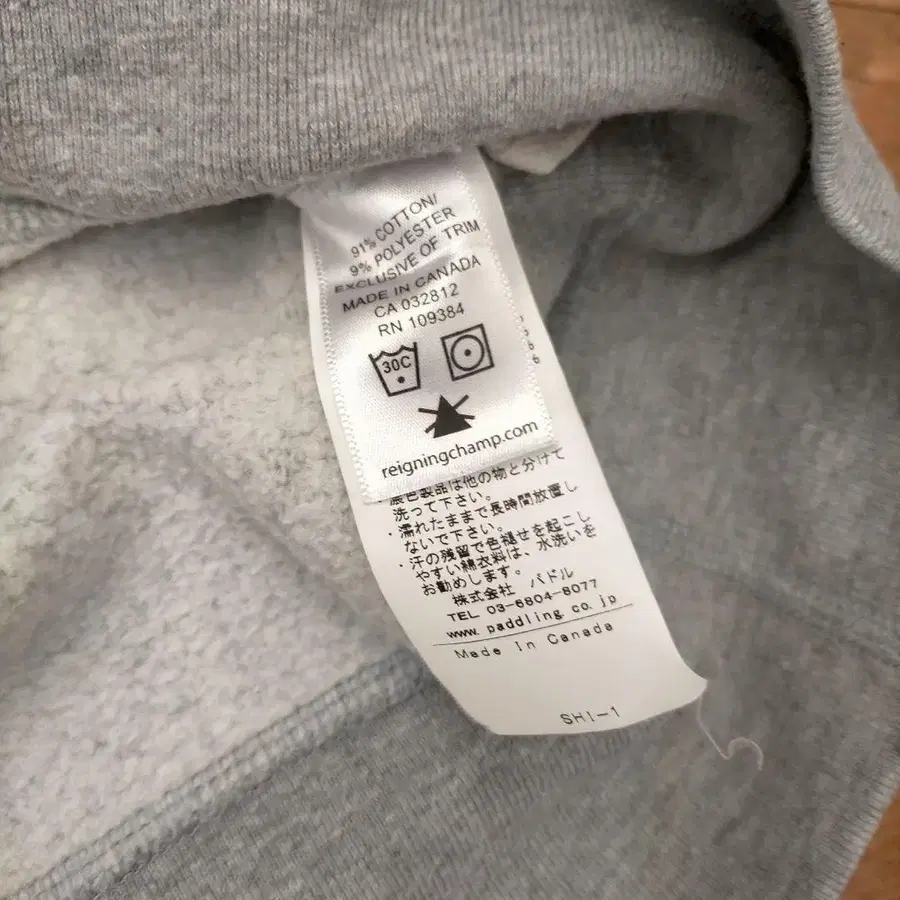 91% COTTON/
9% POLYESTER
EXCLUSIVE OF TRIM
MADE IN CANADA
CA 032812
RN 109384
30C
reigningchamp.com
・濃色製品は他の物と分けて
洗って下さい。
・濡れたままで長時間放置し
ないで下さい。
・汗の残留で色褪せを起こし
やすい綿衣料は、水洗いを
お勧めします。
株式会社 パドル
TEL 03-6804-8077
www.paddling.co.jp
Made In Canada
SHI-1